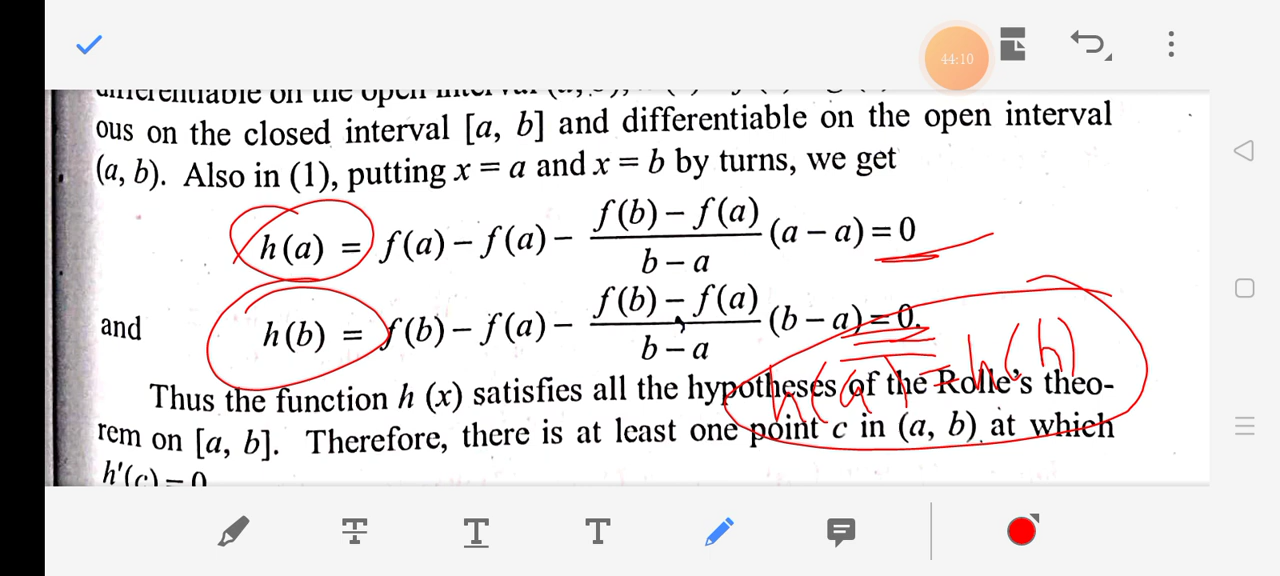 44:10
ous on the closed interval [a, b] and differentiable on the open interval
(a, b). Also in (1), putting x = a and x = b by turns, we get
h(a) = f(a) – f(a) – f(b) – f(a) / b – a (a – a) = 0
and h(b) = f(b) – f(a) – f(b) – f(a) / b – a (b – a) = 0.
h(a) = h(b)
Thus the function h (x) satisfies all the hypotheses of the Rolle's theo-
rem on [a, b]. Therefore, there is at least one point c in (a, b) at which
h'(c) = 0